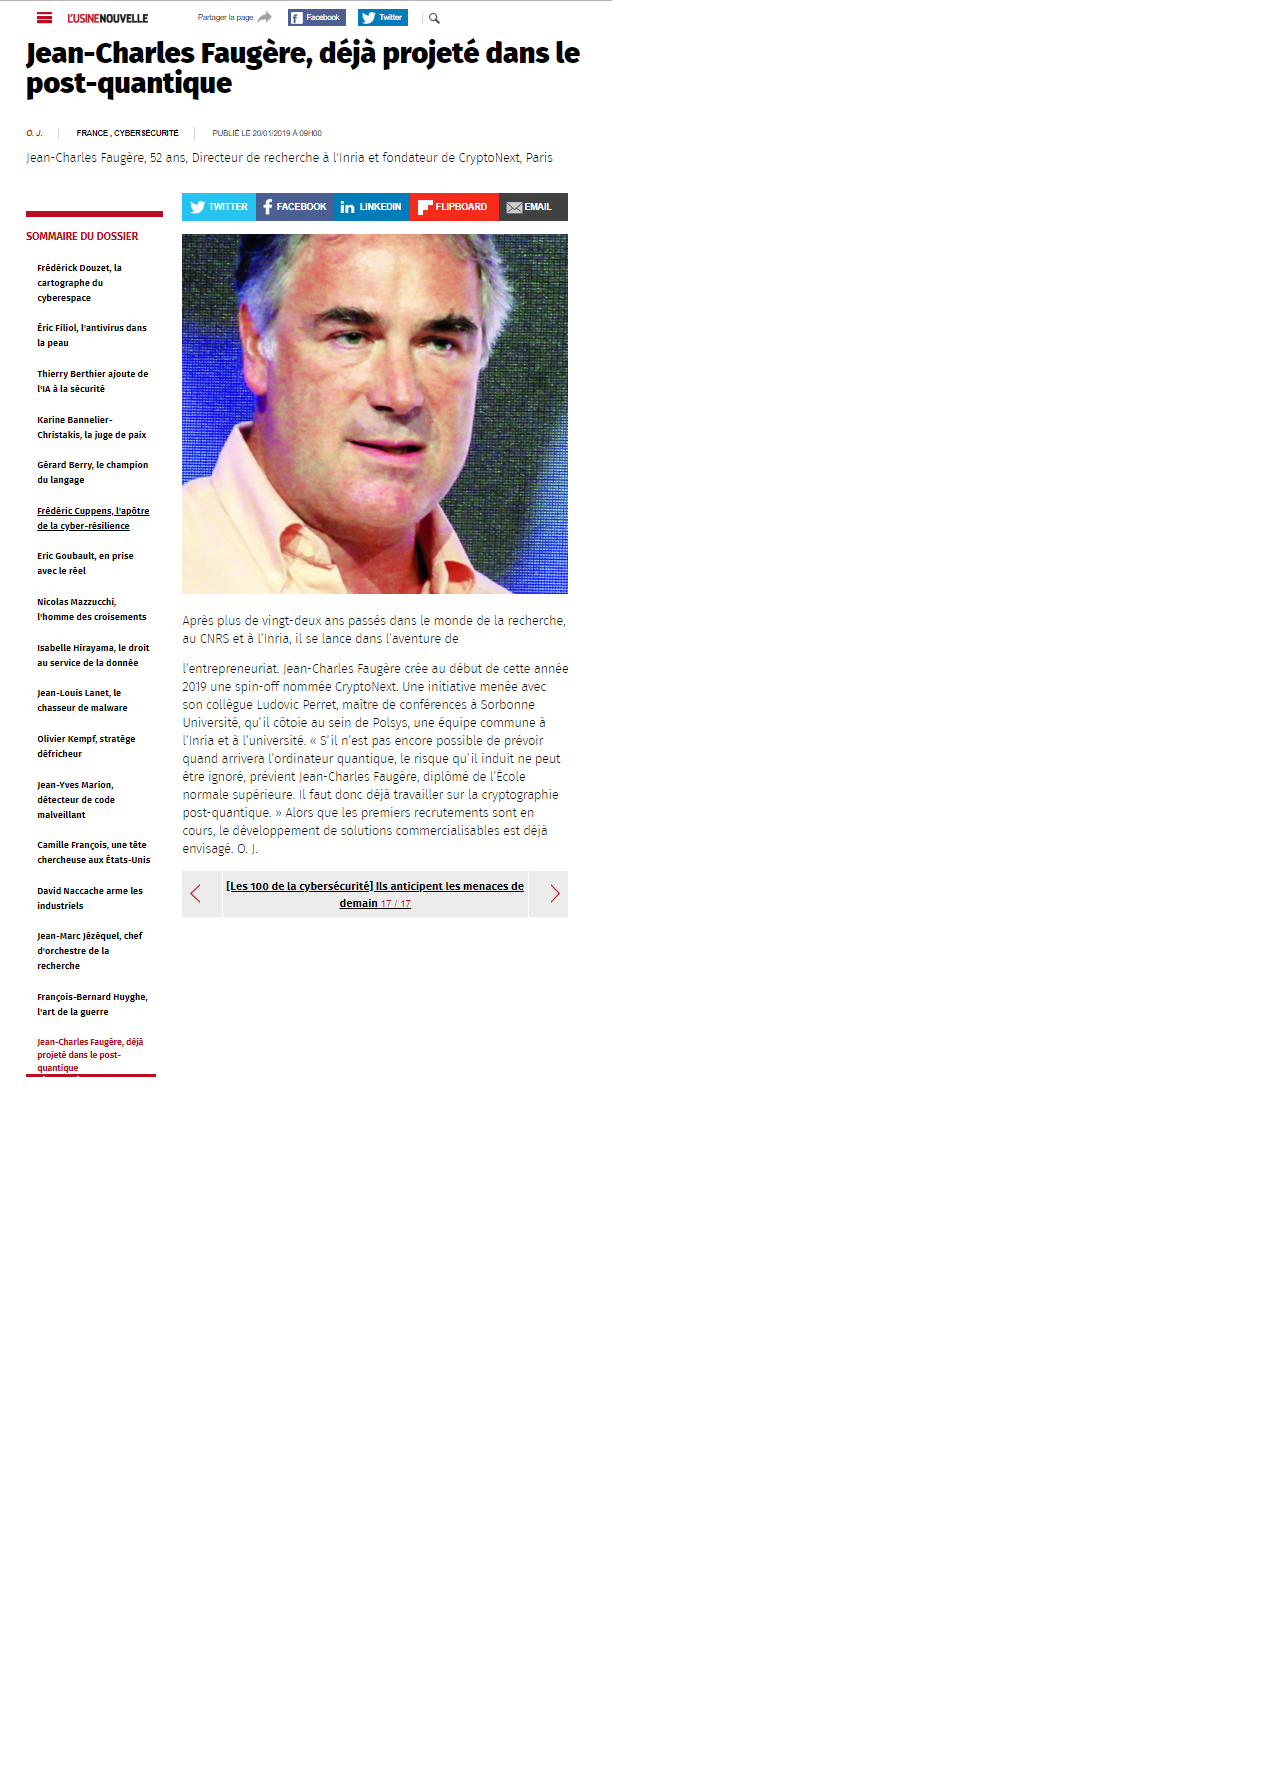 L'USINENOUVELLE
Partager la page
Facebook
Twitter
Jean-Charles Faugère, déjà projeté dans le
post-quantique
O. J.
FRANCE , CYBERSÉCURITÉ
PUBLIÉ LE 20/01/2019 À 09H00
Jean-Charles Faugère, 52 ans, Directeur de recherche à l'Inria et fondateur de CryptoNext, Paris
SOMMAIRE DU DOSSIER
Frédérick Douzet, la
cartographe du
cyberespace
Éric Filiol, l'antivirus dans
la peau
Thierry Berthier ajoute de
l'IA à la sécurité
Karine Bannelier-
Christakis, la juge de paix
Gérard Berry, le champion
du langage
Frédéric Cuppens, l'apôtre
de la cyber-résilience
Eric Goubault, en prise
avec le réel
Nicolas Mazzucchi,
l'homme des croisements
Isabelle Hirayama, le droit
au service de la donnée
Jean-Louis Lanet, le
chasseur de malware
Olivier Kempf, stratège
défricheur
Jean-Yves Marion,
détecteur de code
malveillant
Camille François, une tête
chercheuse aux États-Unis
David Naccache arme les
industriels
Jean-Marc Jézéquel, chef
d'orchestre de la
recherche
François-Bernard Huyghe,
l'art de la guerre
Jean-Charles Faugère, déjà
projeté dans le post-
quantique
TWITTER
FACEBOOK
LINKEDIN
FLIPBOARD
EMAIL
Après plus de vingt-deux ans passés dans le monde de la recherche,
au CNRS et à l'Inria, il se lance dans l'aventure de
l'entrepreneuriat. Jean-Charles Faugère crée au début de cette année
2019 une spin-off nommée CryptoNext. Une initiative menée avec
son collègue Ludovic Perret, maître de conférences à Sorbonne
Université, qu'il côtoie au sein de Polsys, une équipe commune à
l'Inria et à l'université. « S'il n'est pas encore possible de prévoir
quand arrivera l'ordinateur quantique, le risque qu'il induit ne peut
être ignoré, prévient Jean-Charles Faugère, diplômé de l'École
normale supérieure. Il faut donc déjà travailler sur la cryptographie
post-quantique. » Alors que les premiers recrutements sont en
cours, le développement de solutions commercialisables est déjà
envisagé. O. J.
[Les 100 de la cybersécurité] Ils anticipent les menaces de
demain 17 / 17